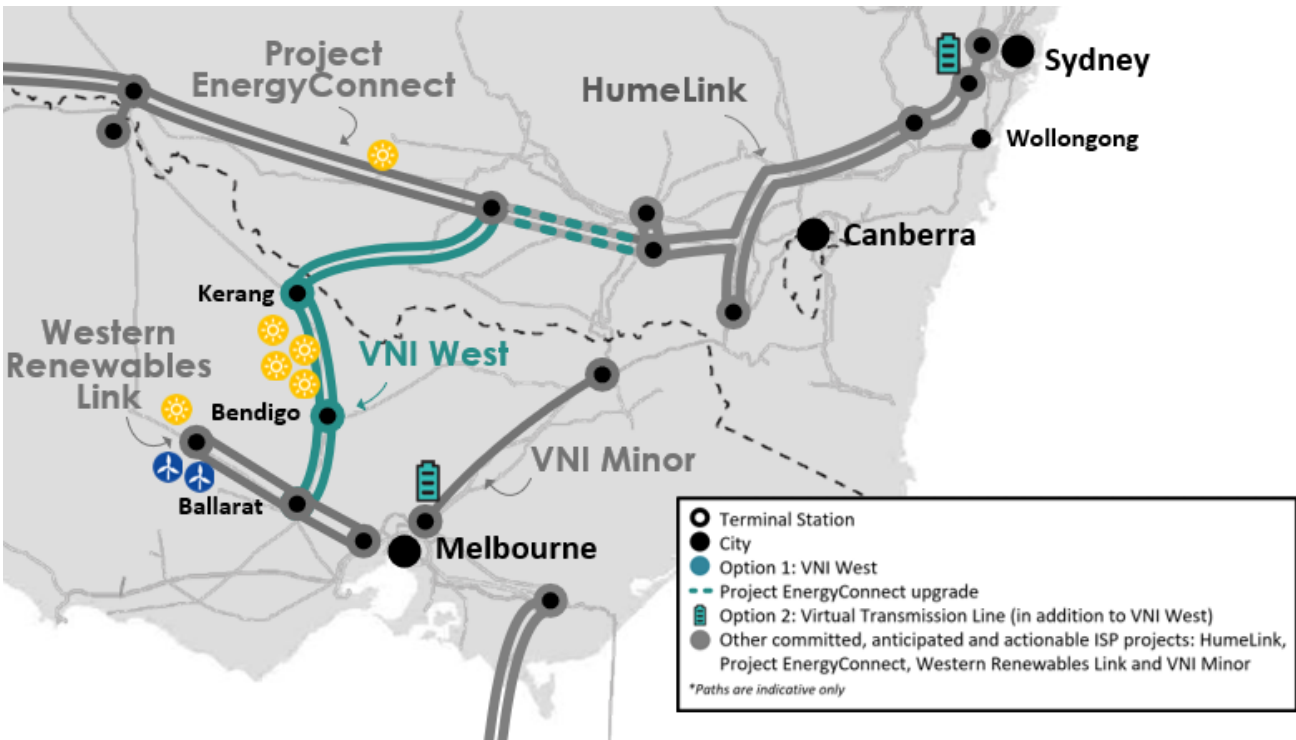 Project
EnergyConnect
HumeLink
Sydney
Wollongong
Canberra
Kerang
Western
Renewables
Link
VNI West
Bendigo
VNI Minor
Ballarat
Melbourne
Terminal Station
City
Option 1: VNI West
Project EnergyConnect upgrade
Option 2: Virtual Transmission Line (in addition to VNI West)
Other committed, anticipated and actionable ISP projects: HumeLink,
Project EnergyConnect, Western Renewables Link and VNI Minor
*Paths are indicative only